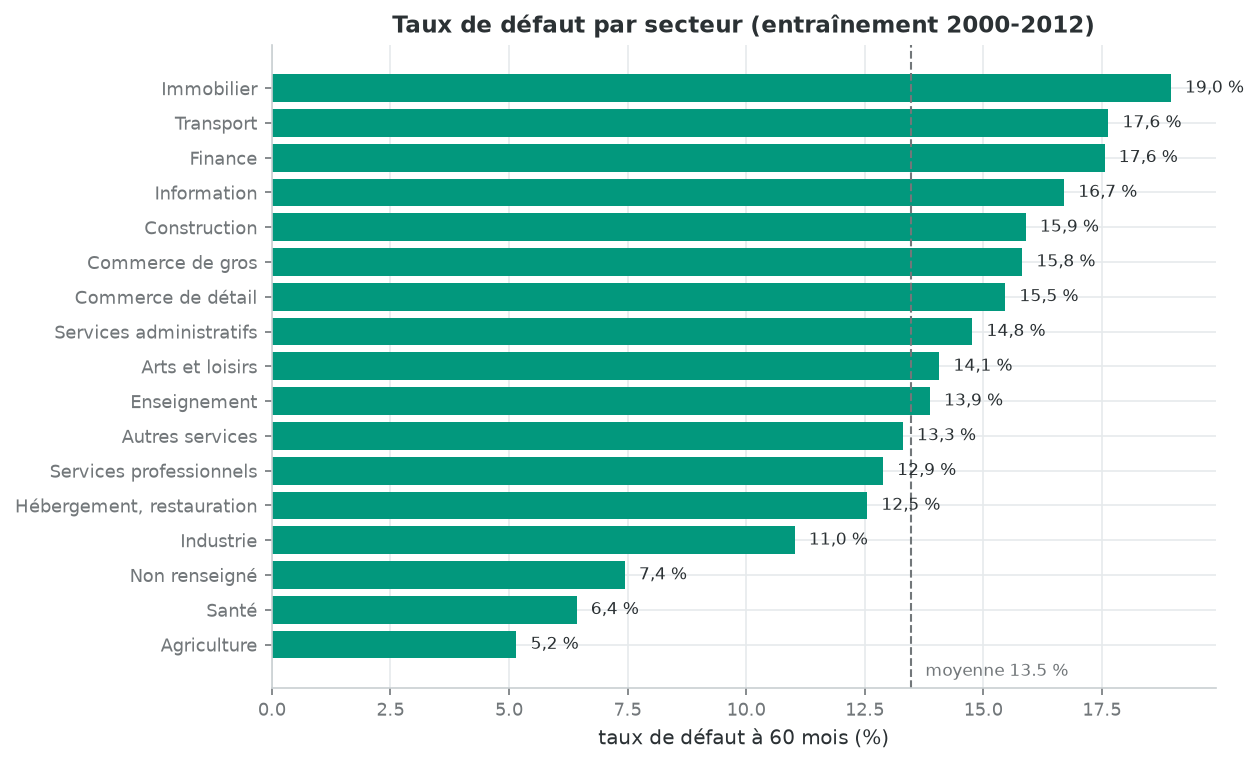 Taux de défaut par secteur (entraînement 2000-2012)
Immobilier 19,0 %
Transport 17,6 %
Finance 17,6 %
Information 16,7 %
Construction 15,9 %
Commerce de gros 15,8 %
Commerce de détail 15,5 %
Services administratifs 14,8 %
Arts et loisirs 14,1 %
Enseignement 13,9 %
Autres services 13,3 %
Services professionnels 12,9 %
Hébergement, restauration 12,5 %
Industrie 11,0 %
Non renseigné 7,4 %
Santé 6,4 %
Agriculture 5,2 %
moyenne 13.5 %
0.0 2.5 5.0 7.5 10.0 12.5 15.0 17.5
taux de défaut à 60 mois (%)